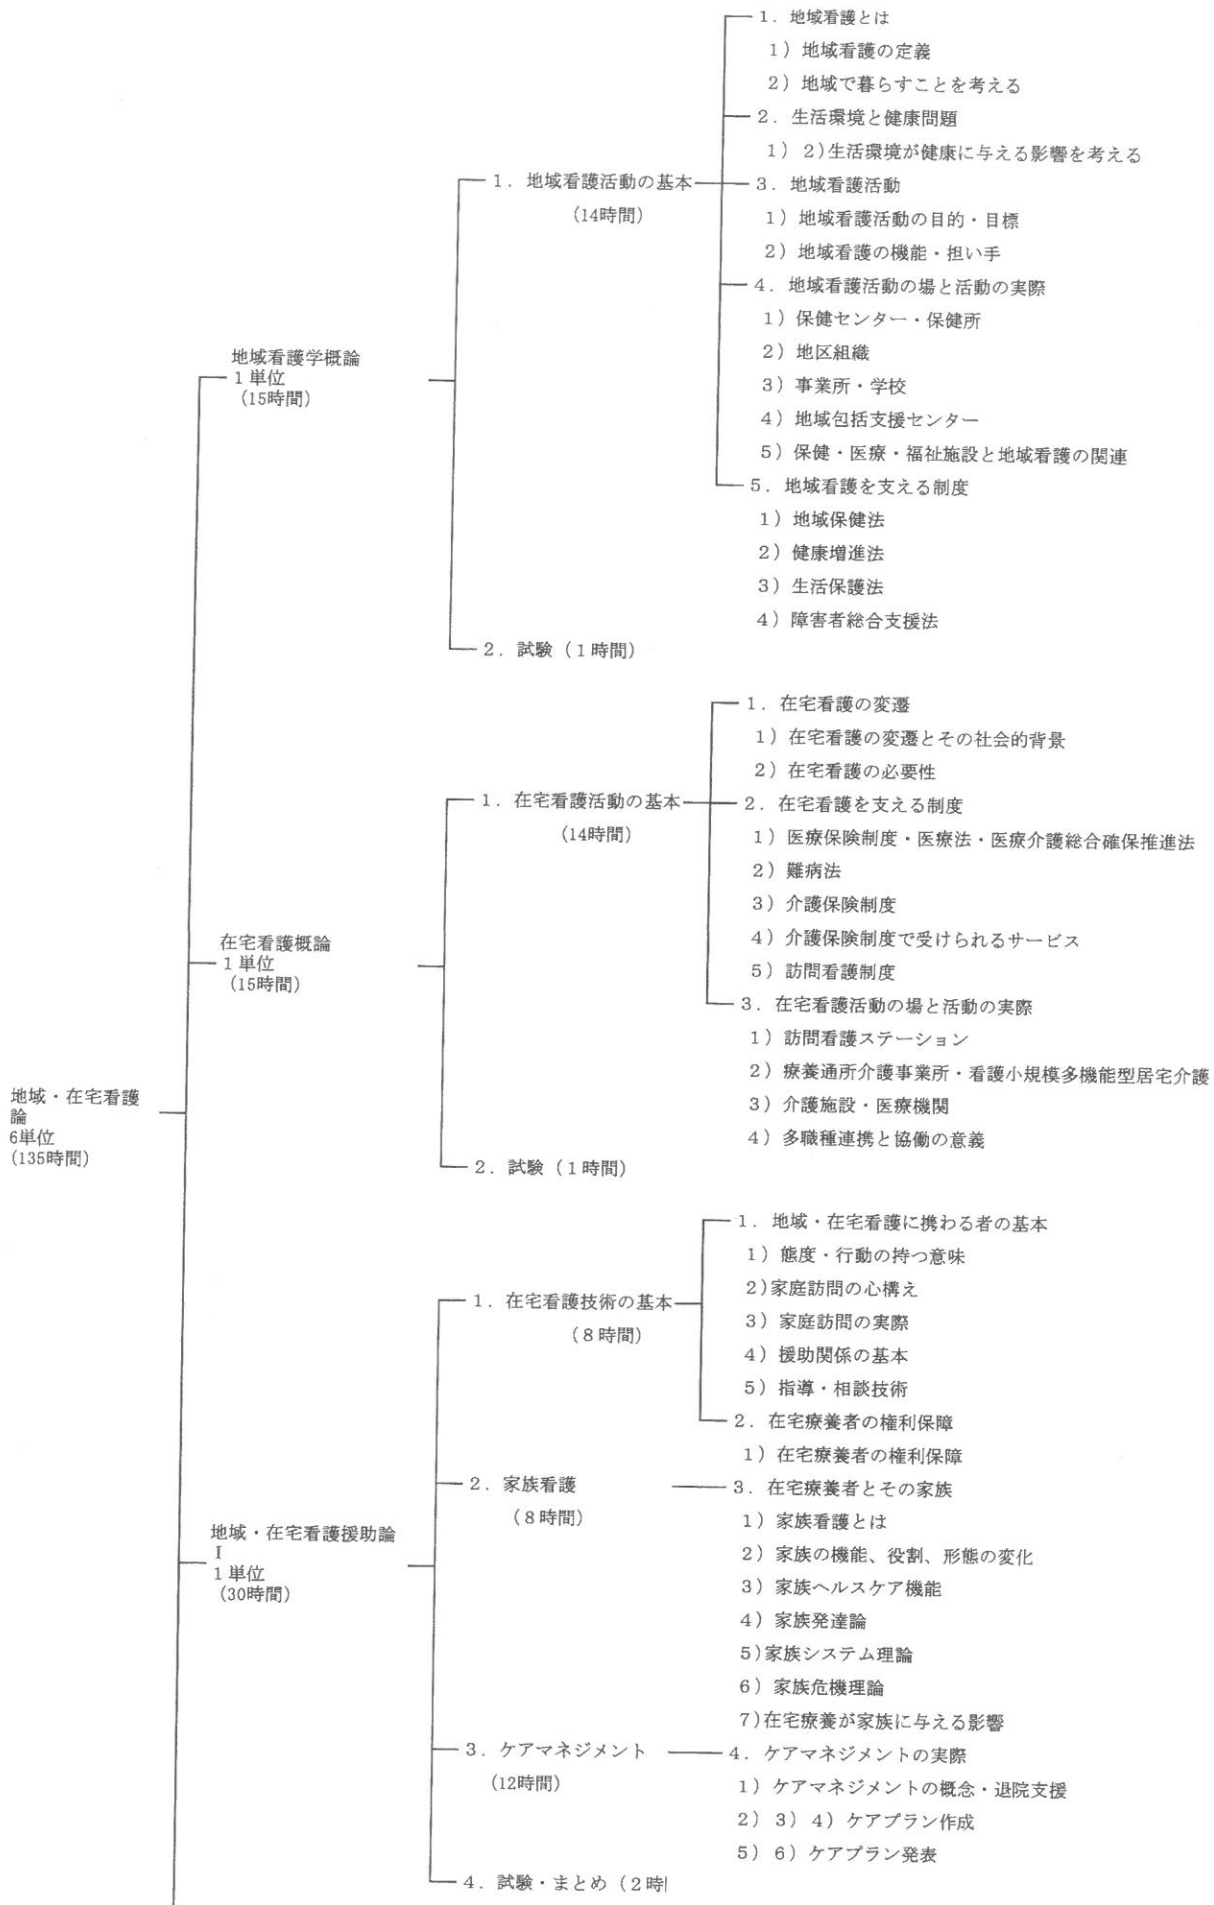 地域・在宅看護
論
6単位
(135時間)
地域看護学概論
1単位
(15時間)
1．地域看護活動の基本
(14時間)
1．地域看護とは
1）地域看護の定義
2）地域で暮らすことを考える
2．生活環境と健康問題
1）2)生活環境が健康に与える影響を考える
3．地域看護活動
1）地域看護活動の目的・目標
2）地域看護の機能・担い手
4．地域看護活動の場と活動の実際
1）保健センター・保健所
2）地区組織
3）事業所・学校
4）地域包括支援センター
5）保健・医療・福祉施設と地域看護の関連
5．地域看護を支える制度
1）地域保健法
2）健康増進法
3）生活保護法
4）障害者総合支援法
2．試験（1時間）
在宅看護概論
1単位
(15時間)
1．在宅看護活動の基本
(14時間)
1．在宅看護の変遷
1）在宅看護の変遷とその社会的背景
2）在宅看護の必要性
2．在宅看護を支える制度
1）医療保険制度・医療法・医療介護総合確保推進法
2）難病法
3）介護保険制度
4）介護保険制度で受けられるサービス
5）訪問看護制度
3．在宅看護活動の場と活動の実際
1）訪問看護ステーション
2）療養通所介護事業所・看護小規模多機能型居宅介護
3）介護施設・医療機関
4）多職種連携と協働の意義
2．試験（1時間）
地域・在宅看護援助論
Ⅰ
1単位
(30時間)
1．在宅看護技術の基本
（8時間）
1．地域・在宅看護に携わる者の基本
1）態度・行動の持つ意味
2)家庭訪問の心構え
3）家庭訪問の実際
4）援助関係の基本
5）指導・相談技術
2．在宅療養者の権利保障
1）在宅療養者の権利保障
2．家族看護
（8時間）
3．在宅療養者とその家族
1）家族看護とは
2）家族の機能、役割、形態の変化
3）家族ヘルスケア機能
4）家族発達論
5)家族システム理論
6）家族危機理論
7)在宅療養が家族に与える影響
3．ケアマネジメント
(12時間)
4．ケアマネジメントの実際
1）ケアマネジメントの概念・退院支援
2）3）4）ケアプラン作成
5）6）ケアプラン発表
4．試験・まとめ（2時